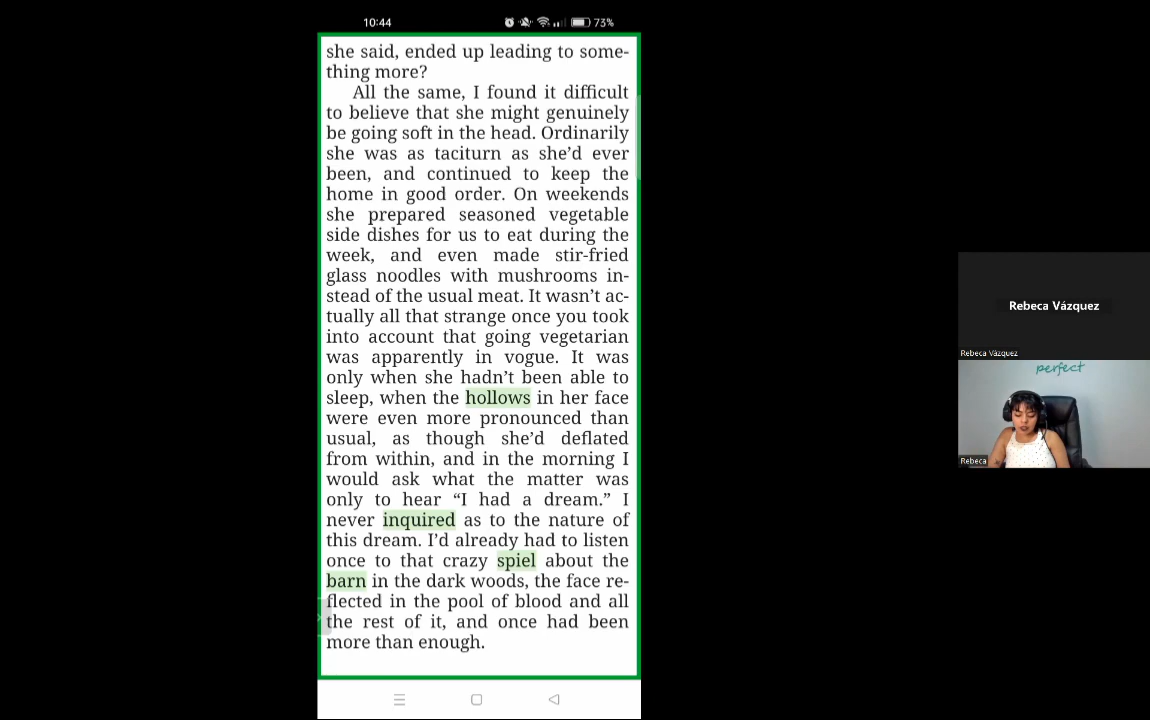 10:44
73%
she said, ended up leading to some-
thing more?
All the same, I found it difficult
to believe that she might genuinely
be going soft in the head. Ordinarily
she was as taciturn as she’d ever
been, and continued to keep the
home in good order. On weekends
she prepared seasoned vegetable
side dishes for us to eat during the
week, and even made stir-fried
glass noodles with mushrooms in-
stead of the usual meat. It wasn’t ac-
tually all that strange once you took
into account that going vegetarian
was apparently in vogue. It was
only when she hadn’t been able to
sleep, when the hollows in her face
were even more pronounced than
usual, as though she’d deflated
from within, and in the morning I
would ask what the matter was
only to hear “I had a dream.” I
never inquired as to the nature of
this dream. I’d already had to listen
once to that crazy spiel about the
barn in the dark woods, the face re-
flected in the pool of blood and all
the rest of it, and once had been
more than enough.
Rebeca Vázquez
Rebeca Vázquez
perfect
Rebeca